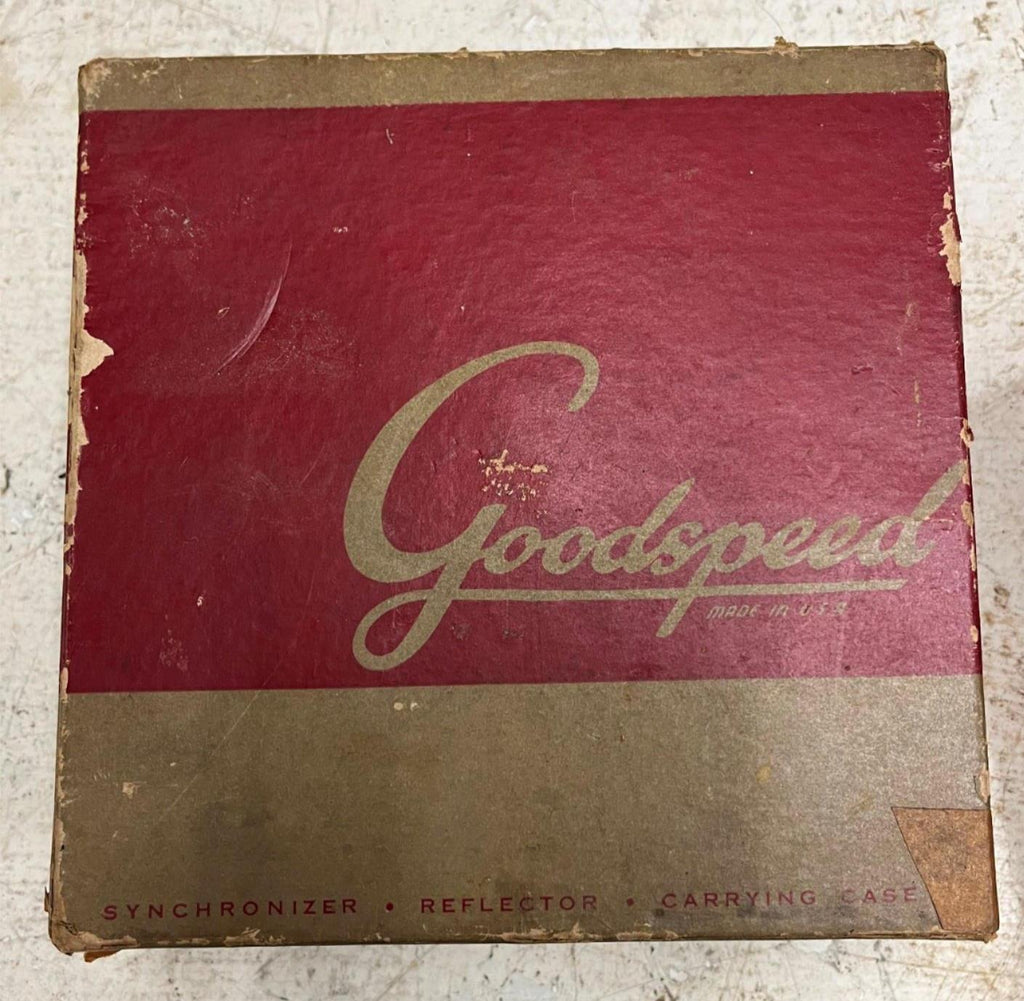 Goodspeed
MADE IN U.S.A.
SYNCHRONIZER • REFLECTOR • CARRYING CASE